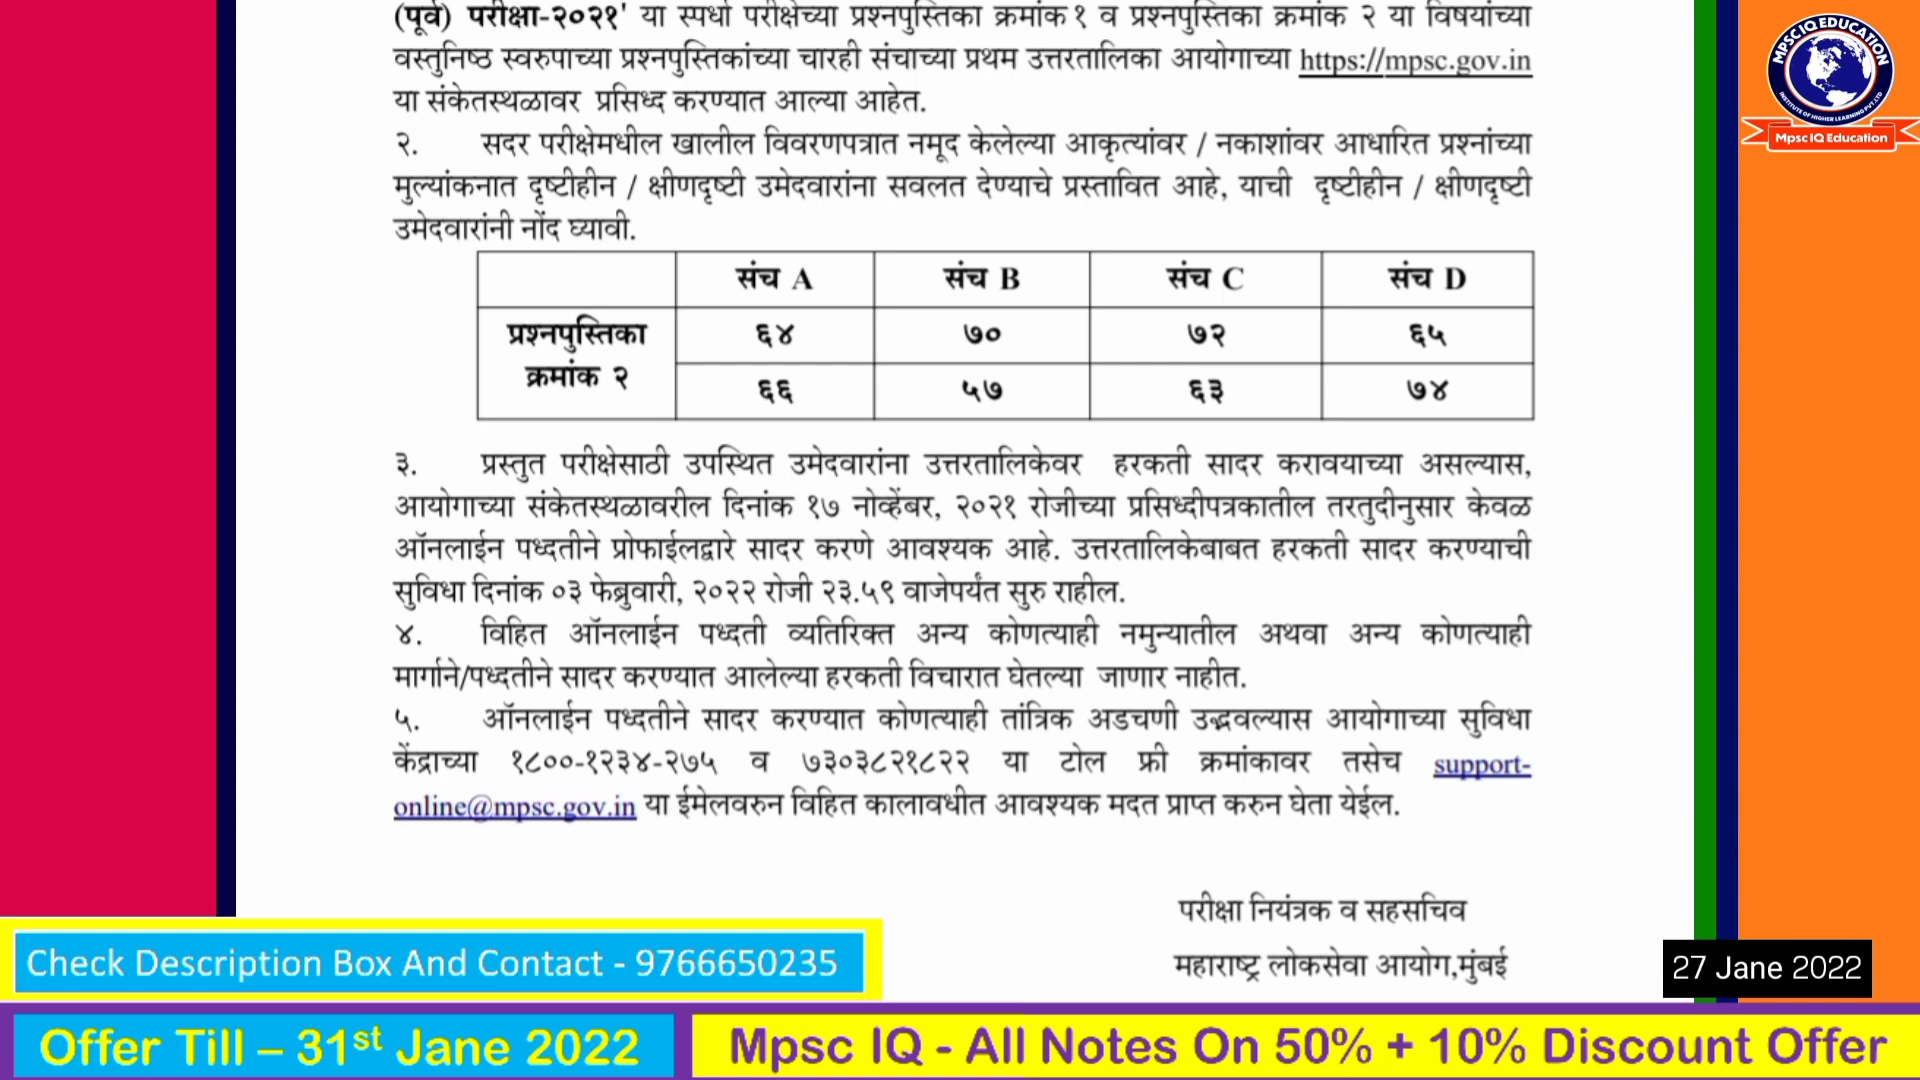 (पूर्व) परीक्षा-२०२१' या स्पर्धा परीक्षेच्या प्रश्नपुस्तिका क्रमांक १ व प्रश्नपुस्तिका क्रमांक २ या विषयांच्या
वस्तुनिष्ठ स्वरुपाच्या प्रश्नपुस्तिकांच्या चारही संचाच्या प्रथम उत्तरतालिका आयोगाच्या https://mpsc.gov.in
या संकेतस्थळावर प्रसिध्द करण्यात आल्या आहेत.
२. सदर परीक्षेमधील खालील विवरणपत्रात नमूद केलेल्या आकृत्यांवर / नकाशांवर आधारित प्रश्नांच्या
मुल्यांकनात दृष्टीहीन / क्षीणदृष्टी उमेदवारांना सवलत देण्याचे प्रस्तावित आहे, याची दृष्टीहीन / क्षीणदृष्टी
उमेदवारांनी नोंद घ्यावी.
संच A संच B संच C संच D
प्रश्नपुस्तिका क्रमांक २
६४ ७० ७२ ६५
६६ ५७ ६३ ७४
३. प्रस्तुत परीक्षेसाठी उपस्थित उमेदवारांना उत्तरतालिकेवर हरकती सादर करावयाच्या असल्यास,
आयोगाच्या संकेतस्थळावरील दिनांक १७ नोव्हेंबर, २०२१ रोजीच्या प्रसिध्दीपत्रकातील तरतुदीनुसार केवळ
ऑनलाईन पध्दतीने प्रोफाईलद्वारे सादर करणे आवश्यक आहे. उत्तरतालिकेबाबत हरकती सादर करण्याची
सुविधा दिनांक ०३ फेब्रुवारी, २०२२ रोजी २३.५९ वाजेपर्यंत सुरु राहील.
४. विहित ऑनलाईन पध्दती व्यतिरिक्त अन्य कोणत्याही नमुन्यातील अथवा अन्य कोणत्याही
मार्गाने/पध्दतीने सादर करण्यात आलेल्या हरकती विचारात घेतल्या जाणार नाहीत.
५. ऑनलाईन पध्दतीने सादर करण्यात कोणत्याही तांत्रिक अडचणी उद्भवल्यास आयोगाच्या सुविधा
केंद्राच्या १८००-१२३४-२७५ व ७३०३८२१८२२ या टोल फ्री क्रमांकावर तसेच support-
online@mpsc.gov.in या ईमेलवरुन विहित कालावधीत आवश्यक मदत प्राप्त करुन घेता येईल.
परीक्षा नियंत्रक व सहसचिव
महाराष्ट्र लोकसेवा आयोग,मुंबई
MPSC IQ EDUCATION
INSTITUTE OF HIGHER LEARNING PVT.LTD
Mpsc IQ Education
Check Description Box And Contact - 9766650235
27 Jane 2022
Offer Till – 31st Jane 2022
Mpsc IQ - All Notes On 50% + 10% Discount Offer